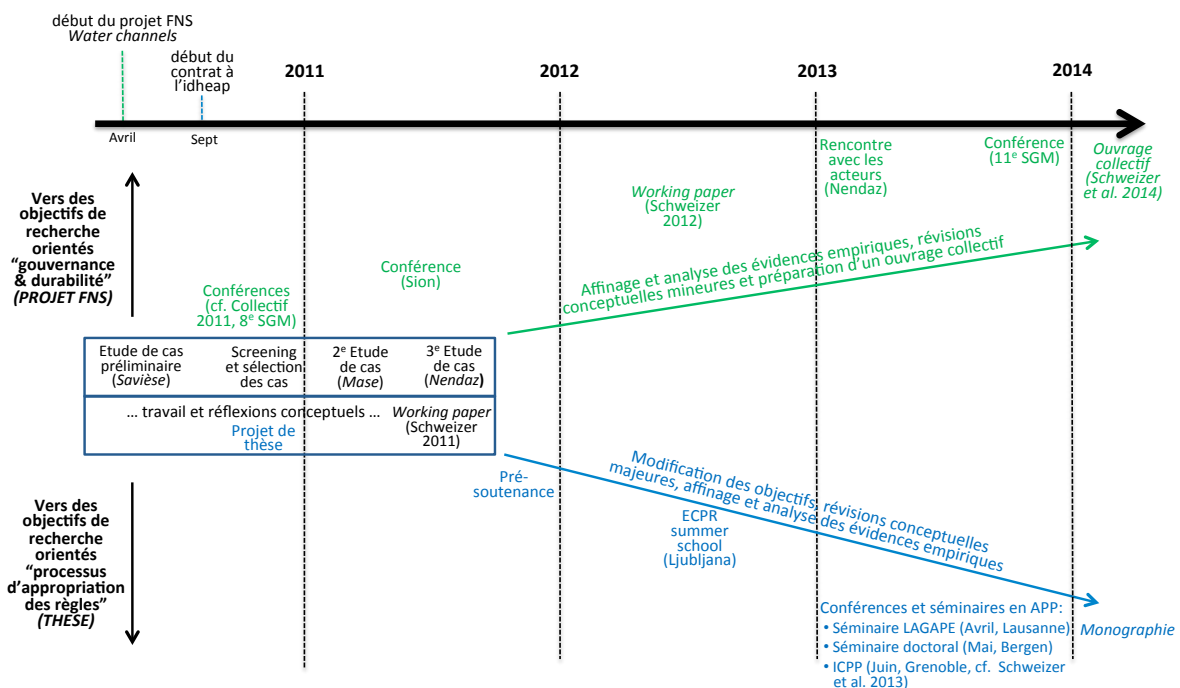 début du projet FNS
Water channels
début du
contrat à
l’idheap
2011
2012
2013
2014
Avril
Sept
Vers des
objectifs de
recherche
orientés
“gouvernance
& durabilité”
(PROJET FNS)
Conférences
(cf. Collectif
2011, 8e SGM)
Conférence
(Sion)
Working paper
(Schweizer
2012)
Rencontre
avec les
acteurs
(Nendaz)
Conférence
(11e SGM)
Ouvrage
collectif
(Schweizer
et al. 2014)
Affinage et analyse des évidences empiriques, révisions
conceptuelles mineures et préparation d’un ouvrage collectif
Etude de cas
préliminaire
(Savièse)
Screening
et sélection
des cas
2e Etude
de cas
(Mase)
3e Etude
de cas
(Nendaz)
... travail et réflexions conceptuels ...
Projet de
thèse
Working paper
(Schweizer
2011)
Vers des
objectifs de
recherche
orientés
“processus
d’appropriation
des règles”
(THESE)
Pré-
soutenance
Modification des objectifs, révisions conceptuelles
majeures, affinage et analyse des évidences empiriques
ECPR
summer
school
(Ljubljana)
Conférences et séminaires en APP:
• Séminaire LAGAPE (Avril, Lausanne)
• Séminaire doctoral (Mai, Bergen)
• ICPP (Juin, Grenoble, cf. Schweizer
et al. 2013)
Monographie